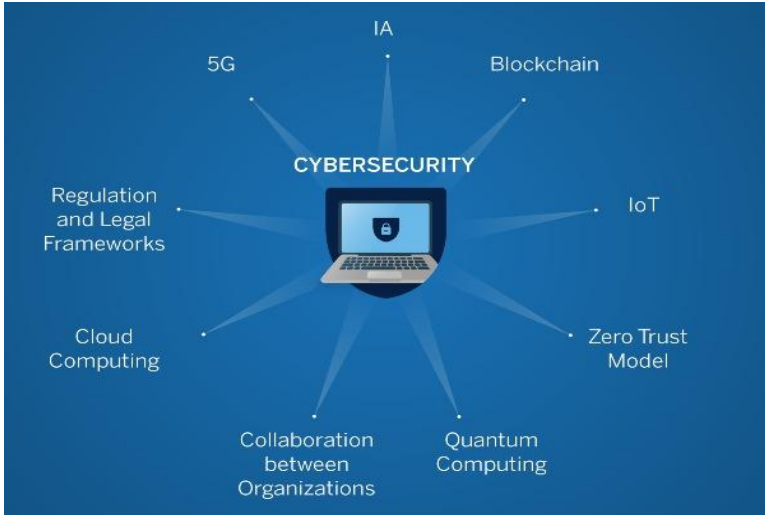 IA
5G
Blockchain
CYBERSECURITY
Regulation
and Legal
Frameworks
IoT
Cloud
Computing
Zero Trust
Model
Collaboration
between
Organizations
Quantum
Computing